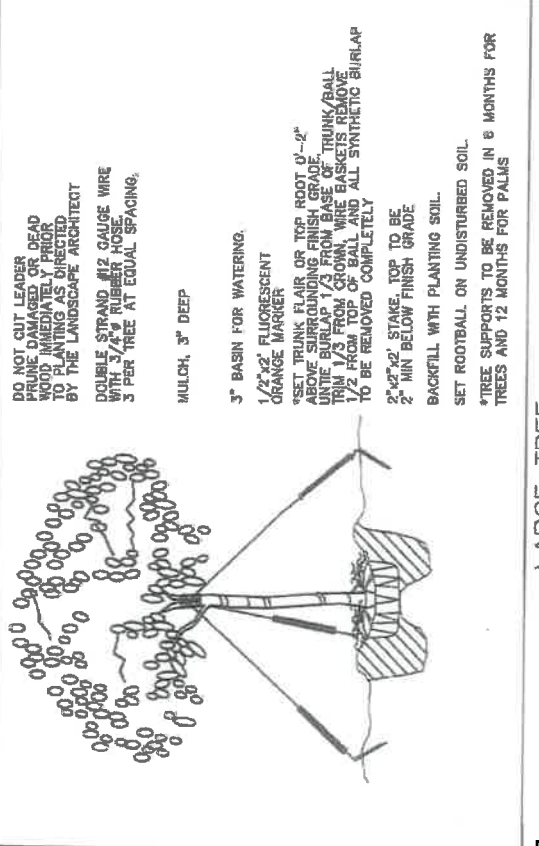 DO NOT CUT LEADER
PRUNE DAMAGED OR DEAD
WOOD IMMEDIATELY PRIOR
TO PLANTING AS DIRECTED
BY THE LANDSCAPE ARCHITECT
DOUBLE STRAND #12 GAUGE WIRE
WITH 3/4"ø RUBBER HOSE,
3 PER TREE AT EQUAL SPACING.
MULCH, 3" DEEP
3" BASIN FOR WATERING.
1/2"x2' FLUORESCENT
ORANGE MARKER
*SET TRUNK FLAIR OR TOP ROOT 0'-2"
ABOVE SURROUNDING FINISH GRADE,
UNTIE BURLAP 1/3 FROM BASE OF TRUNK/BALL
TRIM 1/3 FROM CROWN, WIRE BASKETS REMOVE
1/2 FROM TOP OF BALL AND ALL SYNTHETIC BURLAP
TO BE REMOVED COMPLETELY
2"x2"x2' STAKE, TOP TO BE
2" MIN BELOW FINISH GRADE
BACKFILL WITH PLANTING SOIL.
SET ROOTBALL ON UNDISTURBED SOIL.
*TREE SUPPORTS TO BE REMOVED IN 6 MONTHS FOR
TREES AND 12 MONTHS FOR PALMS
LARGE TREE